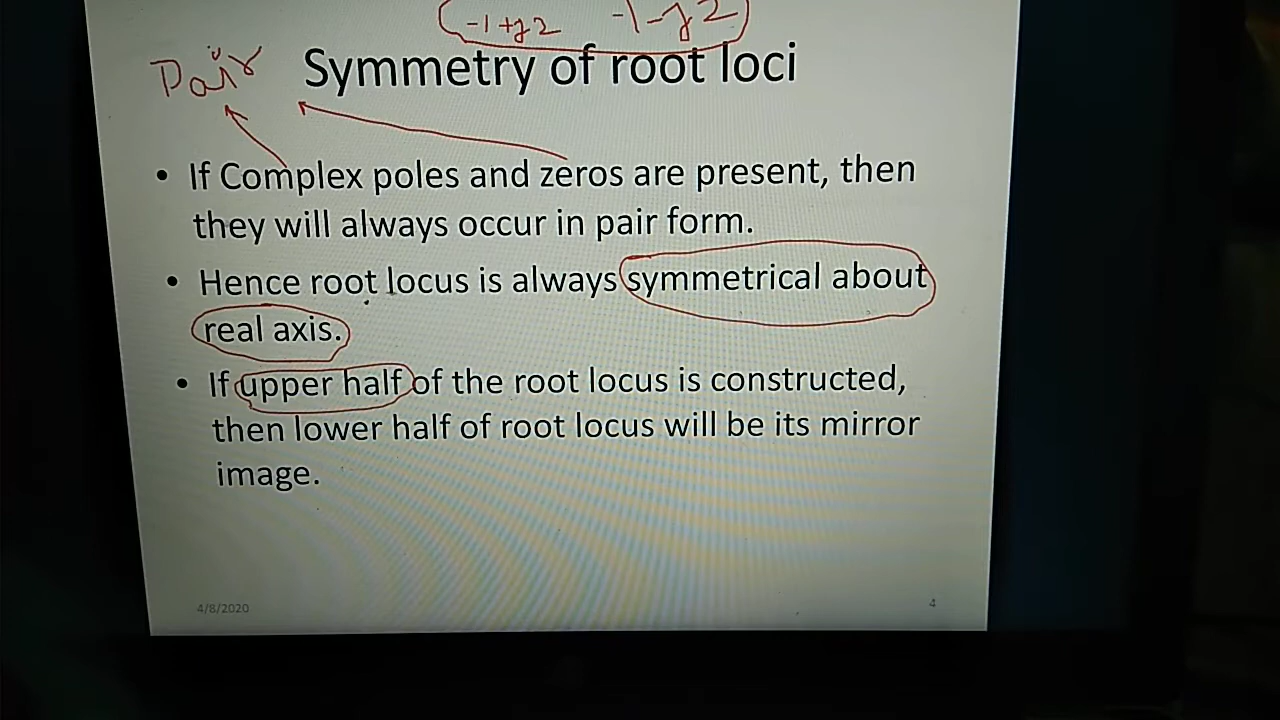 -1+j2 -1-j2
Pair Symmetry of root loci
• If Complex poles and zeros are present, then
they will always occur in pair form.
• Hence root locus is always symmetrical about
real axis.
• If upper half of the root locus is constructed,
then lower half of root locus will be its mirror
image.
4/8/2020 4